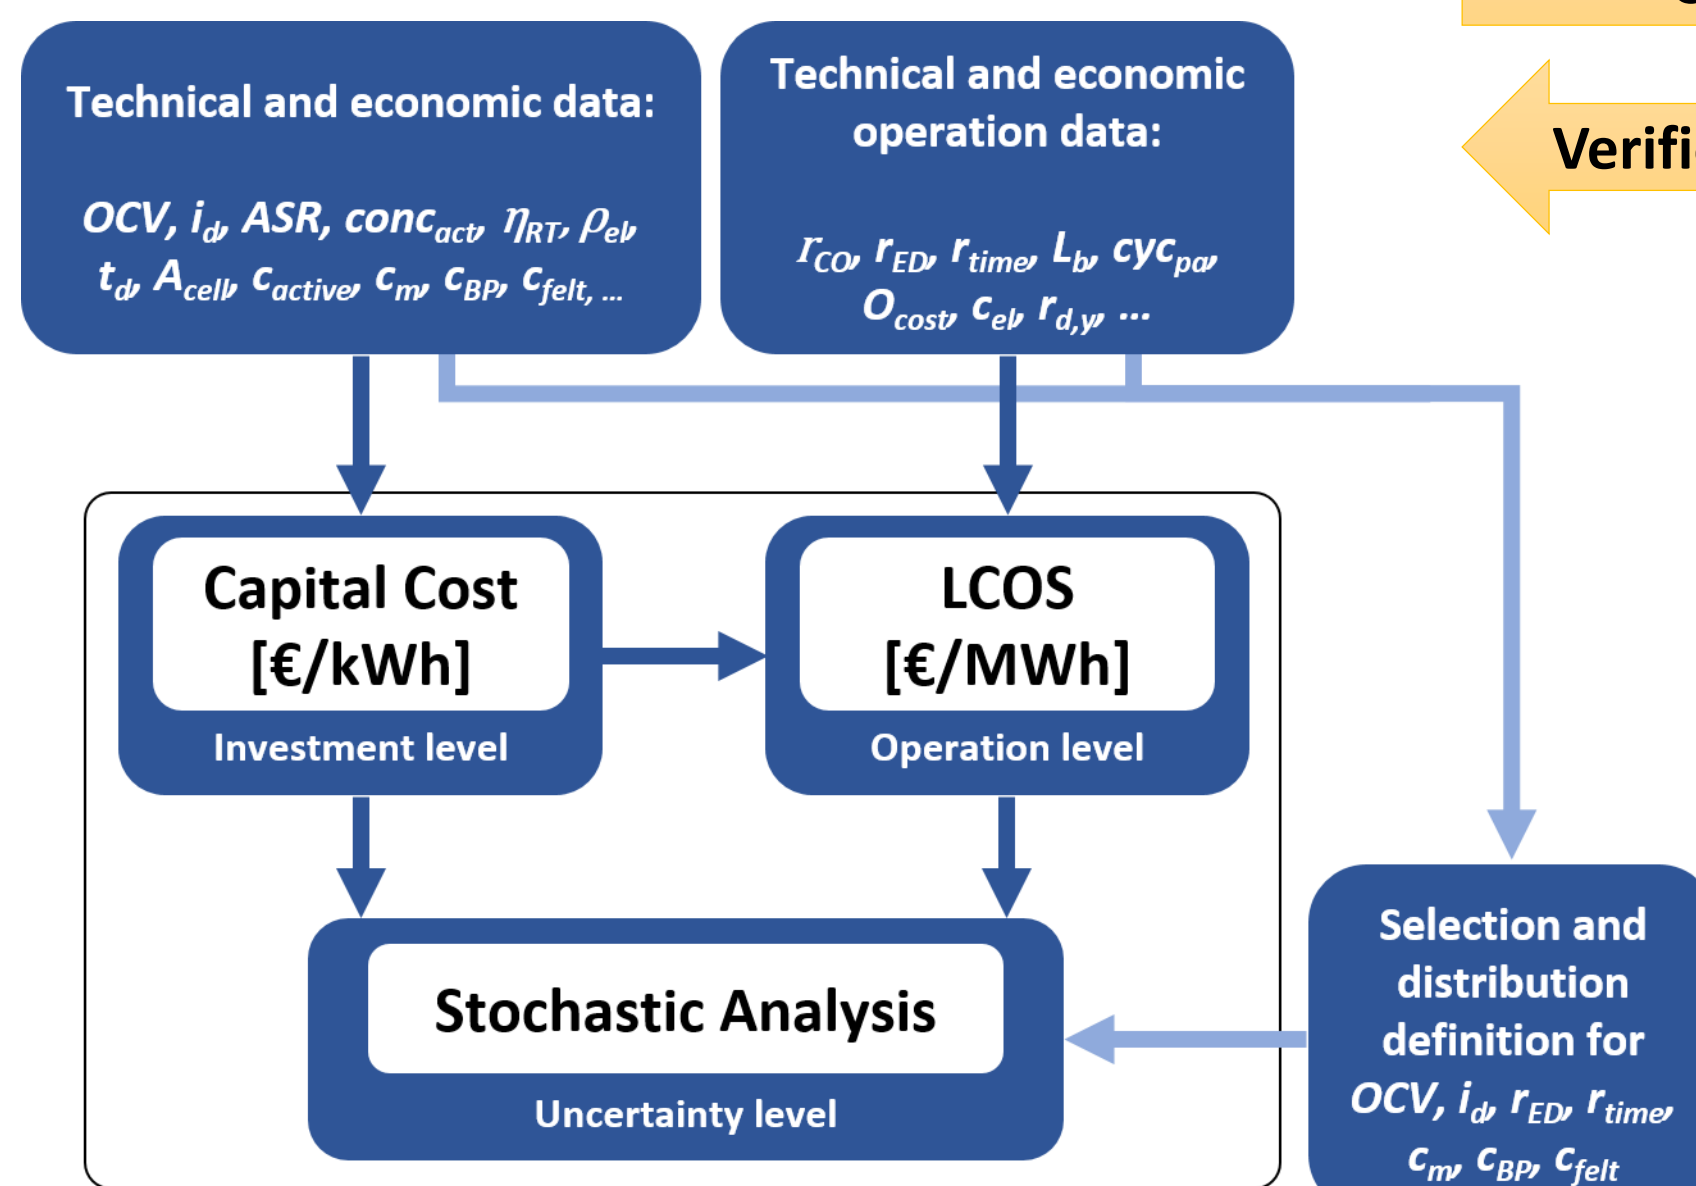 Technical and economic data:
OCV, i_d, ASR, conc_act, η_RT, ρ_el,
t_d, A_cell, c_active, c_m, c_BP, c_felt, ...
Technical and economic
operation data:
r_CO, r_ED, r_time, L_b, cyc_pa,
O_cost, c_el, r_d,y, ...
Capital Cost
[€/kWh]
Investment level
LCOS
[€/MWh]
Operation level
Stochastic Analysis
Uncertainty level
Selection and
distribution
definition for
OCV, i_d, r_ED, r_time,
c_m, c_BP, c_felt